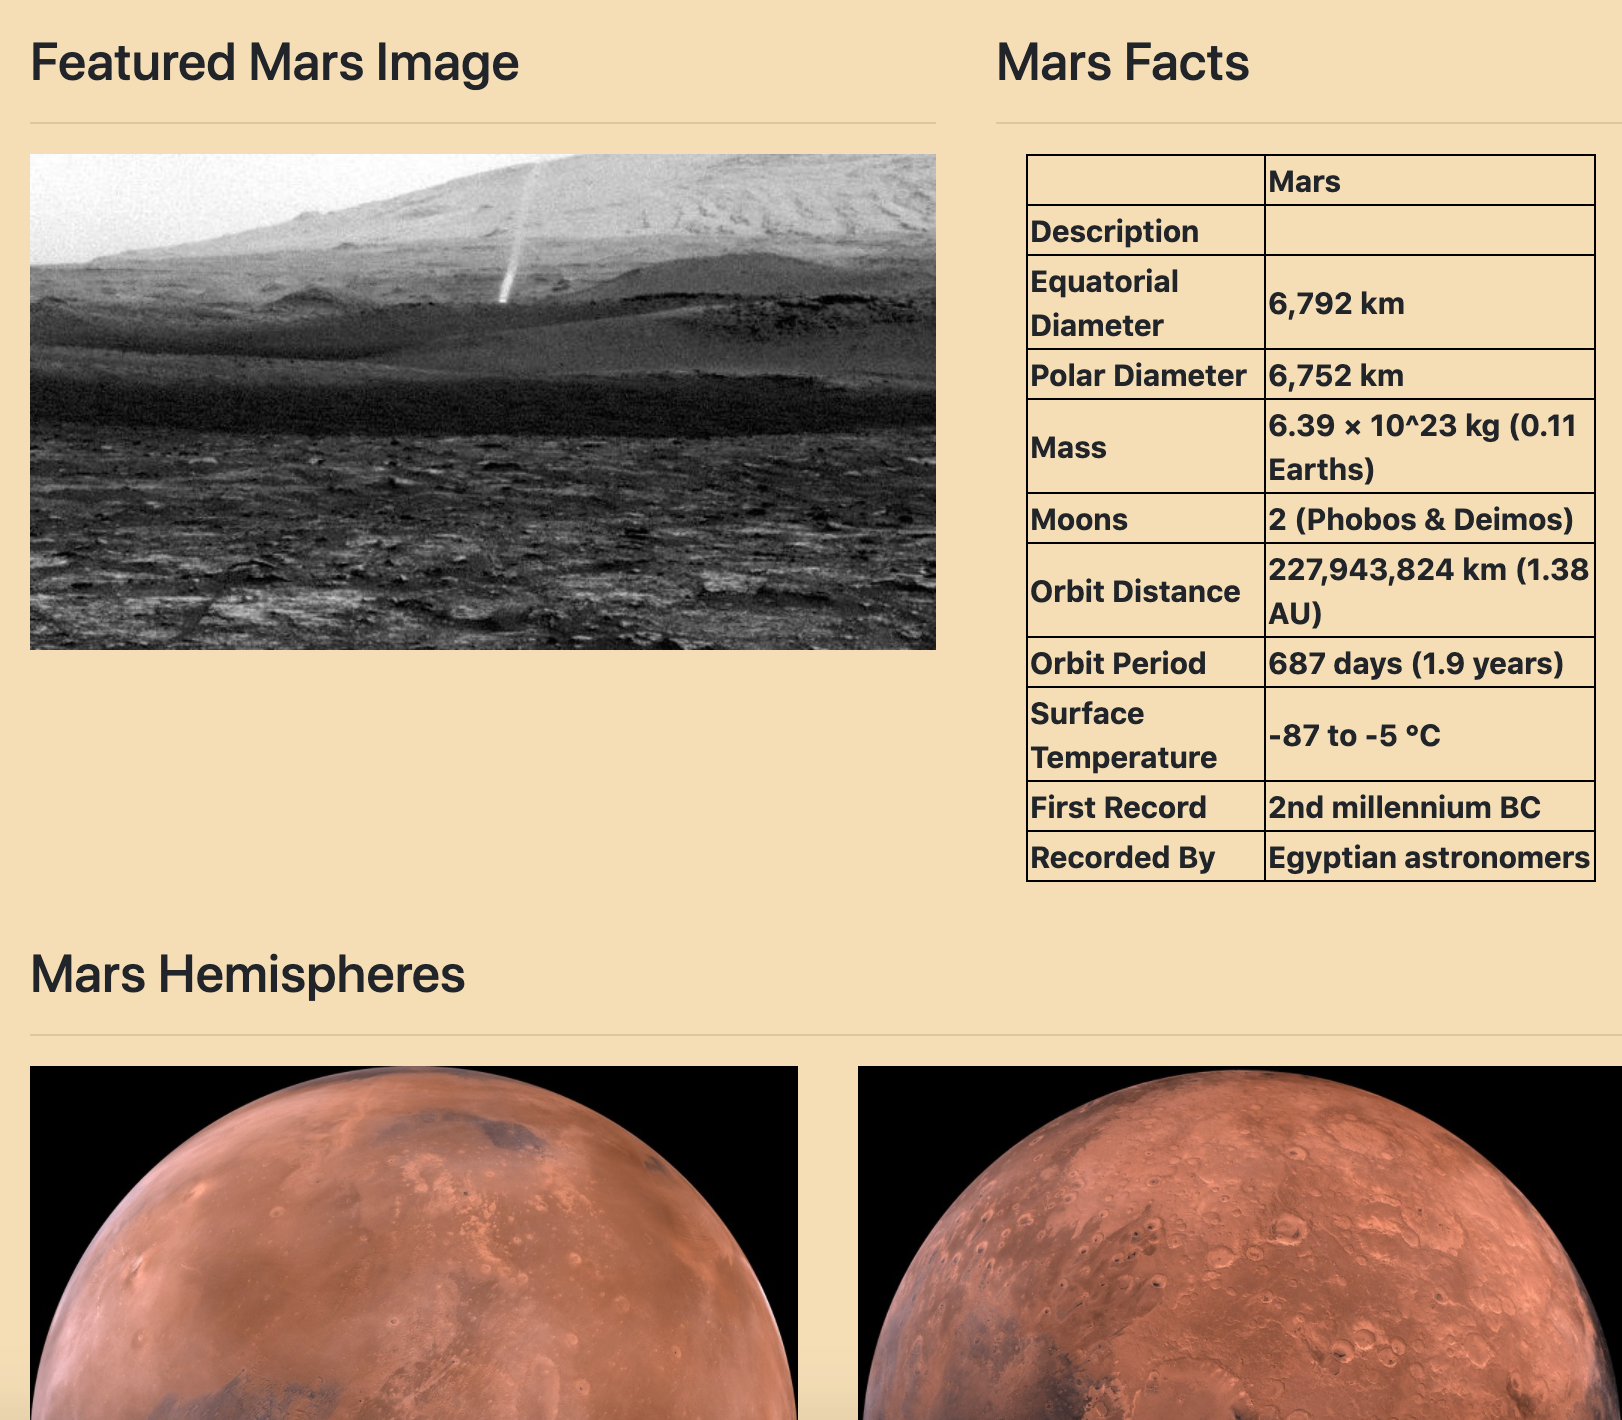 Featured Mars Image
Mars Facts
Mars
Description
Equatorial
Diameter
6,792 km
Polar Diameter
6,752 km
Mass
6.39 × 10^23 kg (0.11
Earths)
Moons
2 (Phobos & Deimos)
Orbit Distance
227,943,824 km (1.38
AU)
Orbit Period
687 days (1.9 years)
Surface
Temperature
-87 to -5 °C
First Record
2nd millennium BC
Recorded By
Egyptian astronomers
Mars Hemispheres